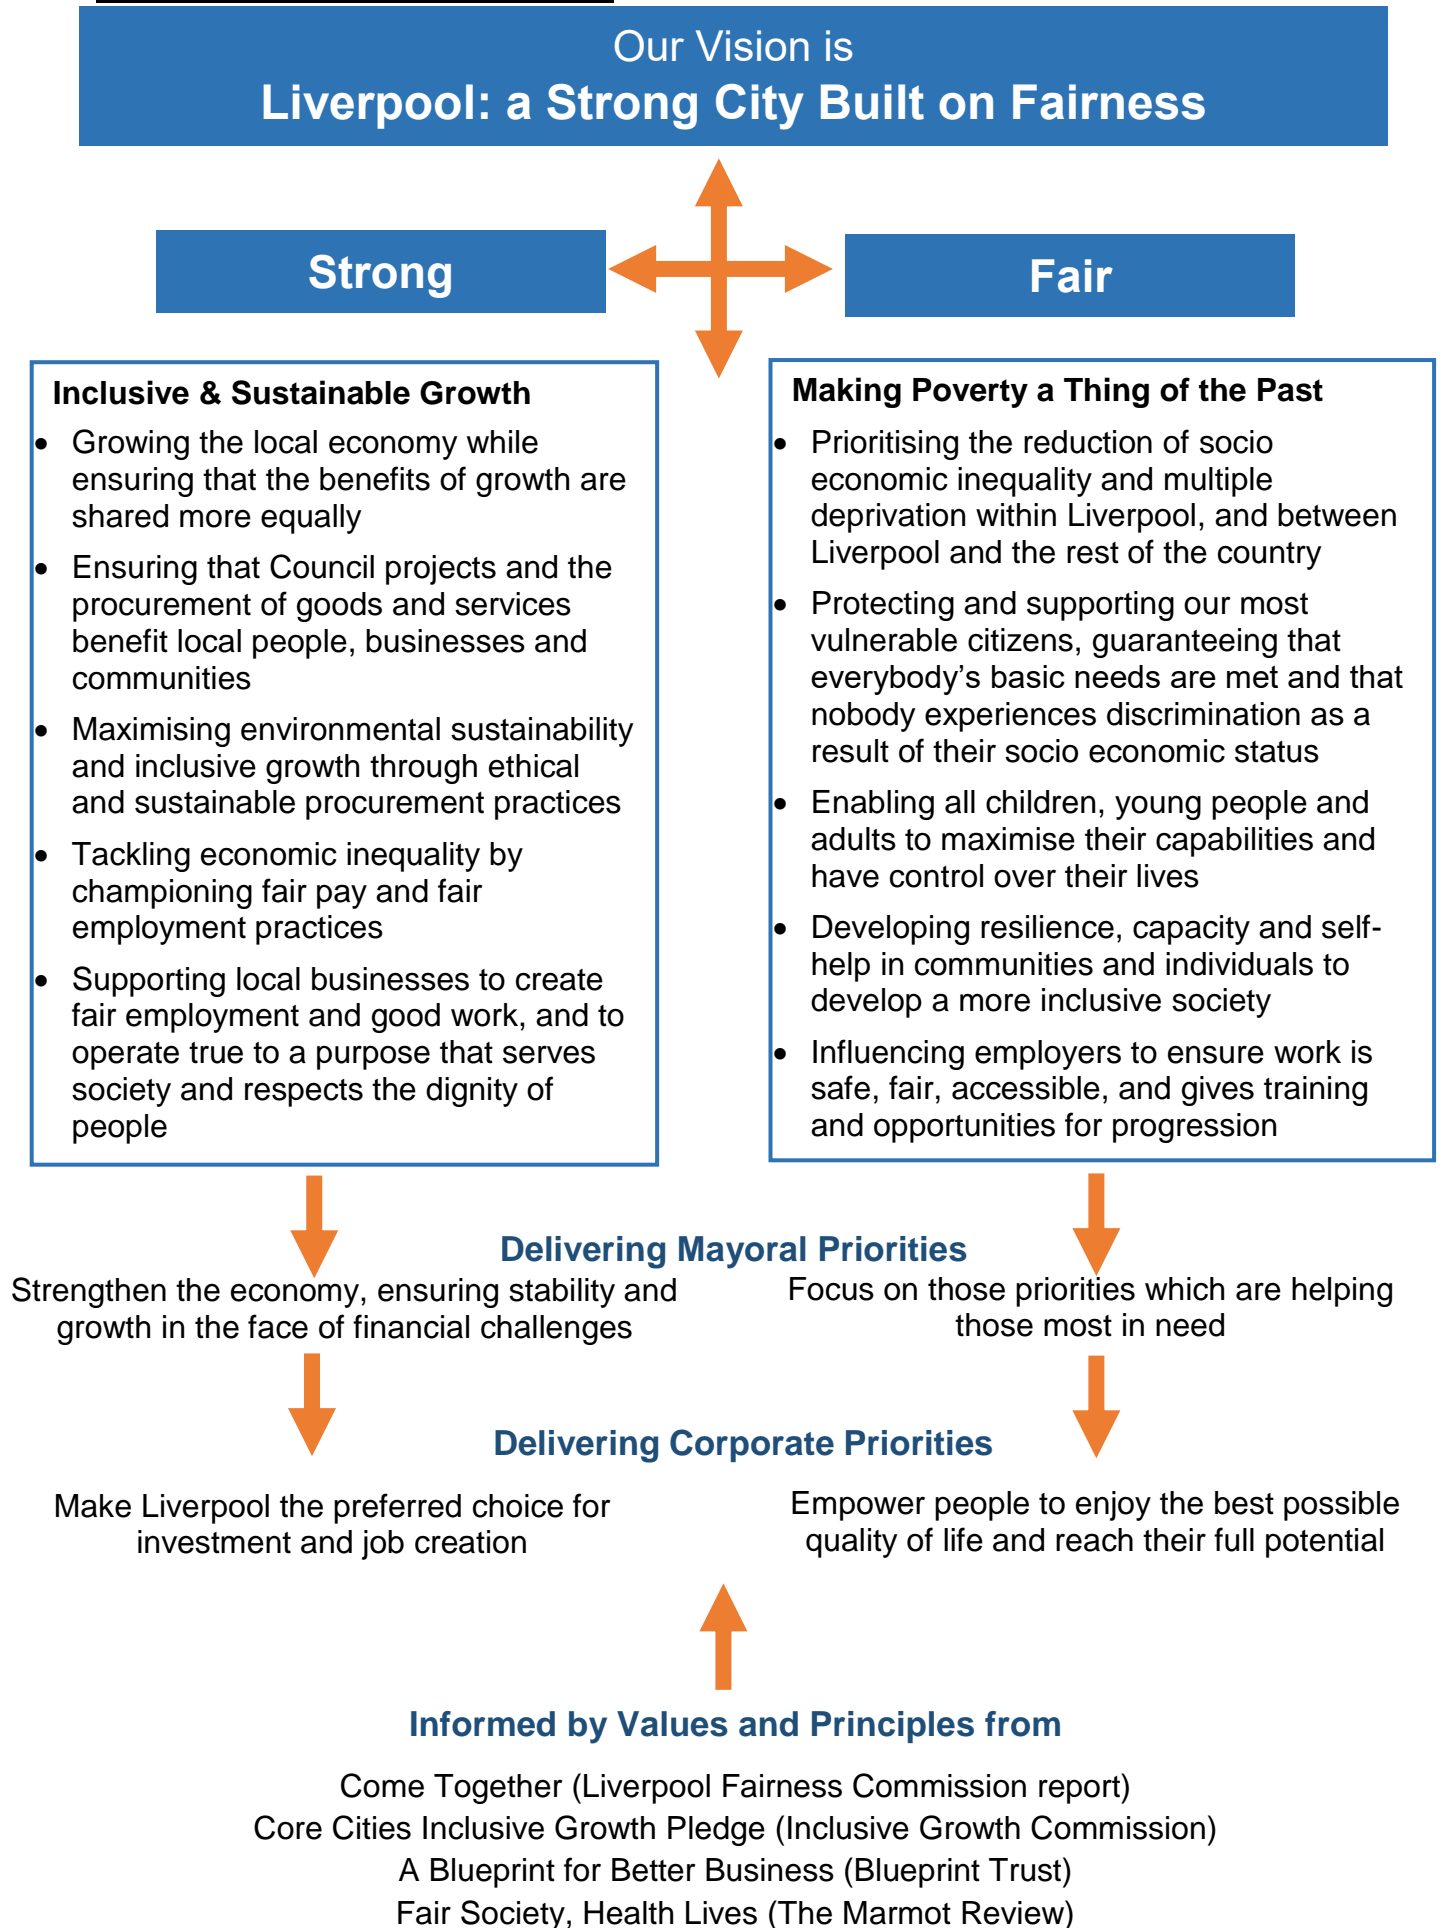 Our Vision is
Liverpool: a Strong City Built on Fairness
Strong
Fair
Inclusive & Sustainable Growth
• Growing the local economy while
ensuring that the benefits of growth are
shared more equally
• Ensuring that Council projects and the
procurement of goods and services
benefit local people, businesses and
communities
• Maximising environmental sustainability
and inclusive growth through ethical
and sustainable procurement practices
• Tackling economic inequality by
championing fair pay and fair
employment practices
• Supporting local businesses to create
fair employment and good work, and to
operate true to a purpose that serves
society and respects the dignity of
people
Making Poverty a Thing of the Past
• Prioritising the reduction of socio
economic inequality and multiple
deprivation within Liverpool, and between
Liverpool and the rest of the country
• Protecting and supporting our most
vulnerable citizens, guaranteeing that
everybody’s basic needs are met and that
nobody experiences discrimination as a
result of their socio economic status
• Enabling all children, young people and
adults to maximise their capabilities and
have control over their lives
• Developing resilience, capacity and self-
help in communities and individuals to
develop a more inclusive society
• Influencing employers to ensure work is
safe, fair, accessible, and gives training
and opportunities for progression
Delivering Mayoral Priorities
Strengthen the economy, ensuring stability and
growth in the face of financial challenges
Focus on those priorities which are helping
those most in need
Delivering Corporate Priorities
Make Liverpool the preferred choice for
investment and job creation
Empower people to enjoy the best possible
quality of life and reach their full potential
Informed by Values and Principles from
Come Together (Liverpool Fairness Commission report)
Core Cities Inclusive Growth Pledge (Inclusive Growth Commission)
A Blueprint for Better Business (Blueprint Trust)
Fair Society, Health Lives (The Marmot Review)